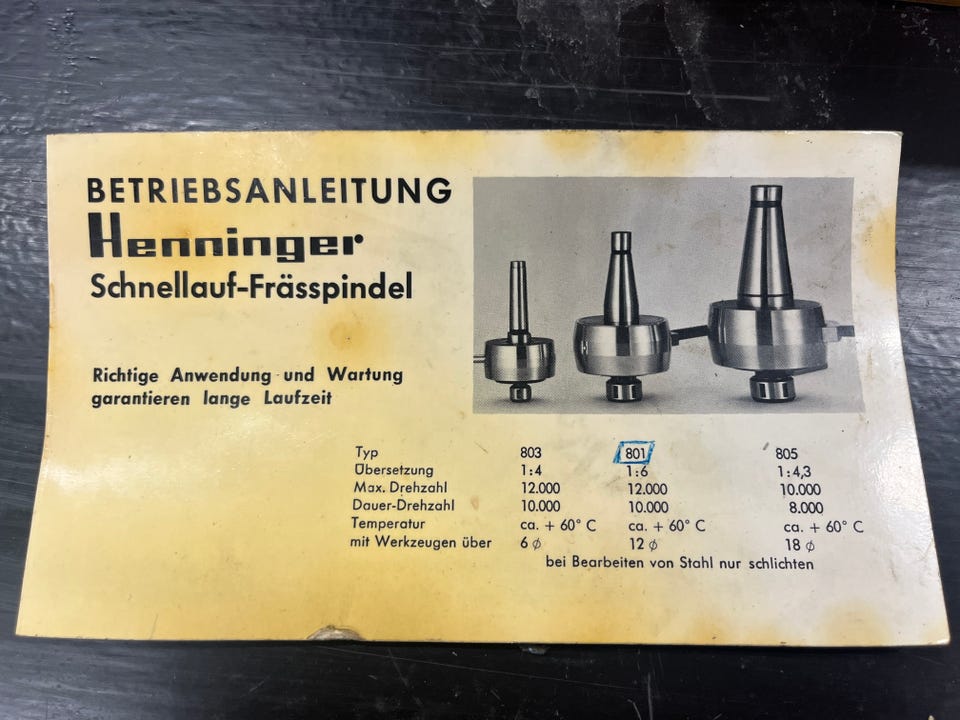 BETRIEBSANLEITUNG
Henninger
Schnellauf-Frässpindel
Richtige Anwendung und Wartung
garantieren lange Laufzeit
Typ 803 801 805
Übersetzung 1:4 1:6 1:4,3
Max. Drehzahl 12.000 12.000 10.000
Dauer-Drehzahl 10.000 10.000 8.000
Temperatur ca. + 60° C ca. + 60° C ca. + 60° C
mit Werkzeugen über 6 ⌀ 12 ⌀ 18 ⌀
bei Bearbeiten von Stahl nur schlichten